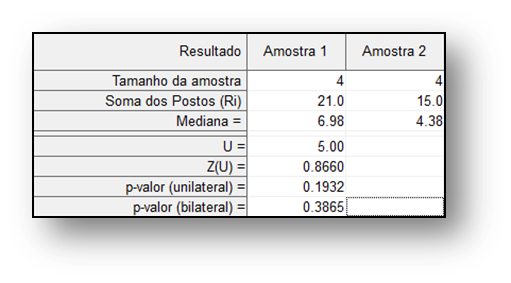 Resultado Amostra 1 Amostra 2
Tamanho da amostra 4 4
Soma dos Postos (Ri) 21.0 15.0
Mediana = 6.98 4.38
U = 5.00
Z(U) = 0.8660
p-valor (unilateral) = 0.1932
p-valor (bilateral) = 0.3865